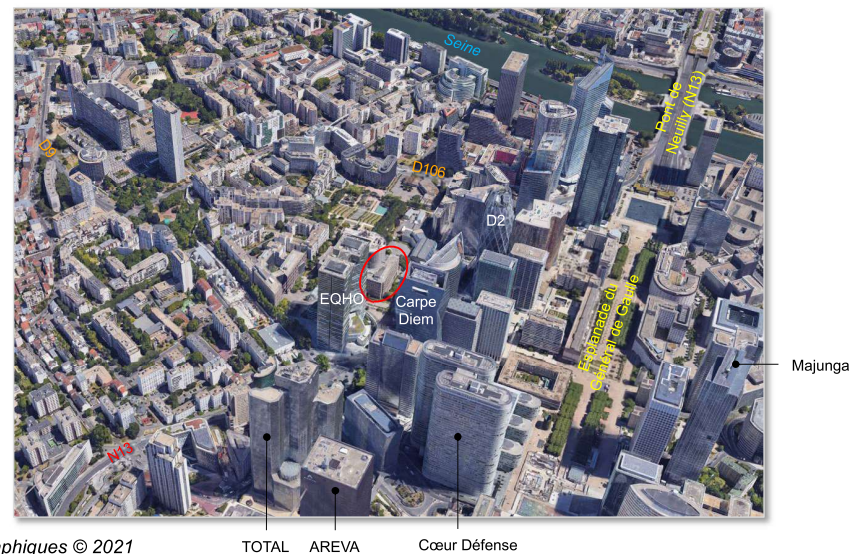 Seine
Pont de
Neuilly (N13)
D9
D106
D2
EQHO
Carpe
Diem
Esplanade du
Général de Gaulle
Majunga
N13
TOTAL
AREVA
Cœur Défense
phiques © 2021